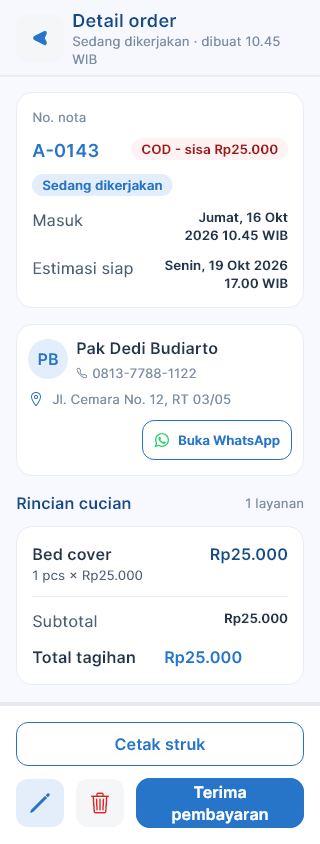 Detail order
Sedang dikerjakan · dibuat 10.45
WIB
No. nota
A-0143
COD - sisa Rp25.000
Sedang dikerjakan
Masuk
Jumat, 16 Okt
2026 10.45 WIB
Estimasi siap
Senin, 19 Okt 2026
17.00 WIB
PB
Pak Dedi Budiarto
0813-7788-1122
Jl. Cemara No. 12, RT 03/05
Buka WhatsApp
Rincian cucian
1 layanan
Bed cover
Rp25.000
1 pcs × Rp25.000
Subtotal
Rp25.000
Total tagihan
Rp25.000
Cetak struk
Terima
pembayaran